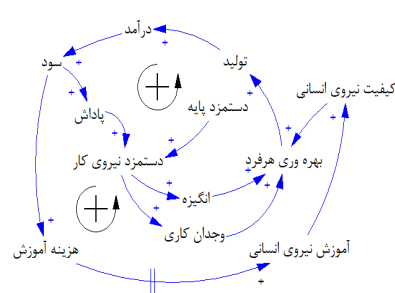 درآمد
سود
تولید
کیفیت نیروی انسانی
پاداش
دستمزد پایه
دستمزد نیروی کار
بهره وری هرفرد
انگیزه
وجدان کاری
هزینه آموزش
آموزش نیروی انسانی